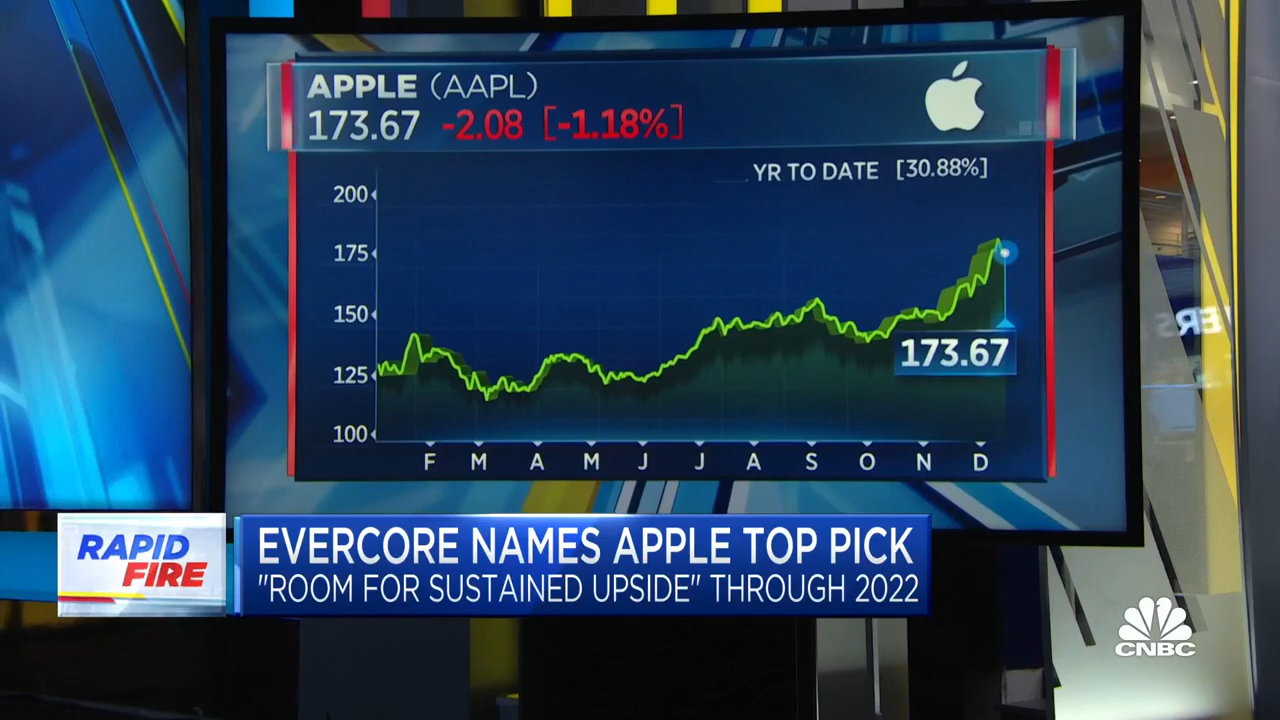 APPLE (AAPL)
173.67 -2.08 [-1.18%]
YR TO DATE [30.88%]
200
175
150
125
100
173.67
F M A M J J A S O N D
RAPID
FIRE
EVERCORE NAMES APPLE TOP PICK
"ROOM FOR SUSTAINED UPSIDE" THROUGH 2022
CNBC